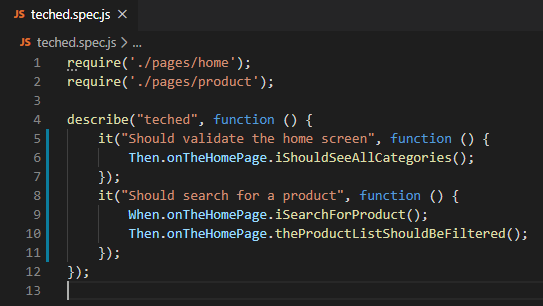 JS teched.spec.js ×
JS teched.spec.js > ...
1 require('./pages/home');
2 require('./pages/product');
3
4 describe("teched", function () {
5     it("Should validate the home screen", function () {
6         Then.onTheHomePage.iShouldSeeAllCategories();
7     });
8     it("Should search for a product", function () {
9         When.onTheHomePage.iSearchForProduct();
10         Then.onTheHomePage.theProductListShouldBeFiltered();
11     });
12 });
13